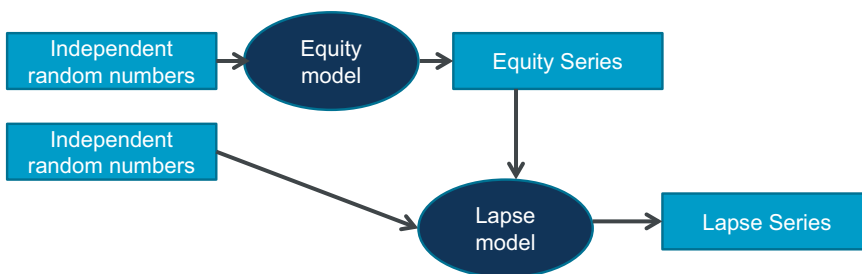 Independent
random numbers
Equity
model
Equity Series
Independent
random numbers
Lapse
model
Lapse Series